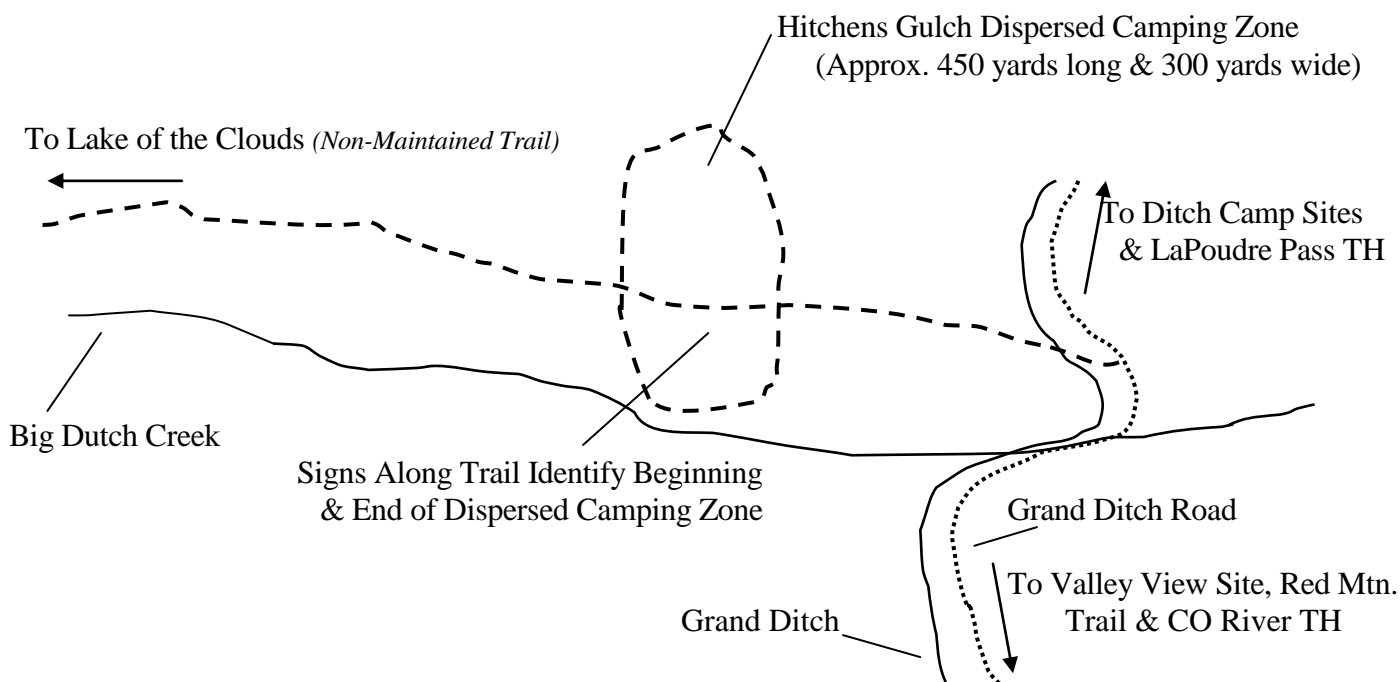 Hitchens Gulch Dispersed Camping Zone
(Approx. 450 yards long & 300 yards wide)
To Lake of the Clouds (Non-Maintained Trail)
To Ditch Camp Sites
& LaPoudre Pass TH
Big Dutch Creek
Signs Along Trail Identify Beginning
& End of Dispersed Camping Zone
Grand Ditch Road
To Valley View Site, Red Mtn.
Trail & CO River TH
Grand Ditch